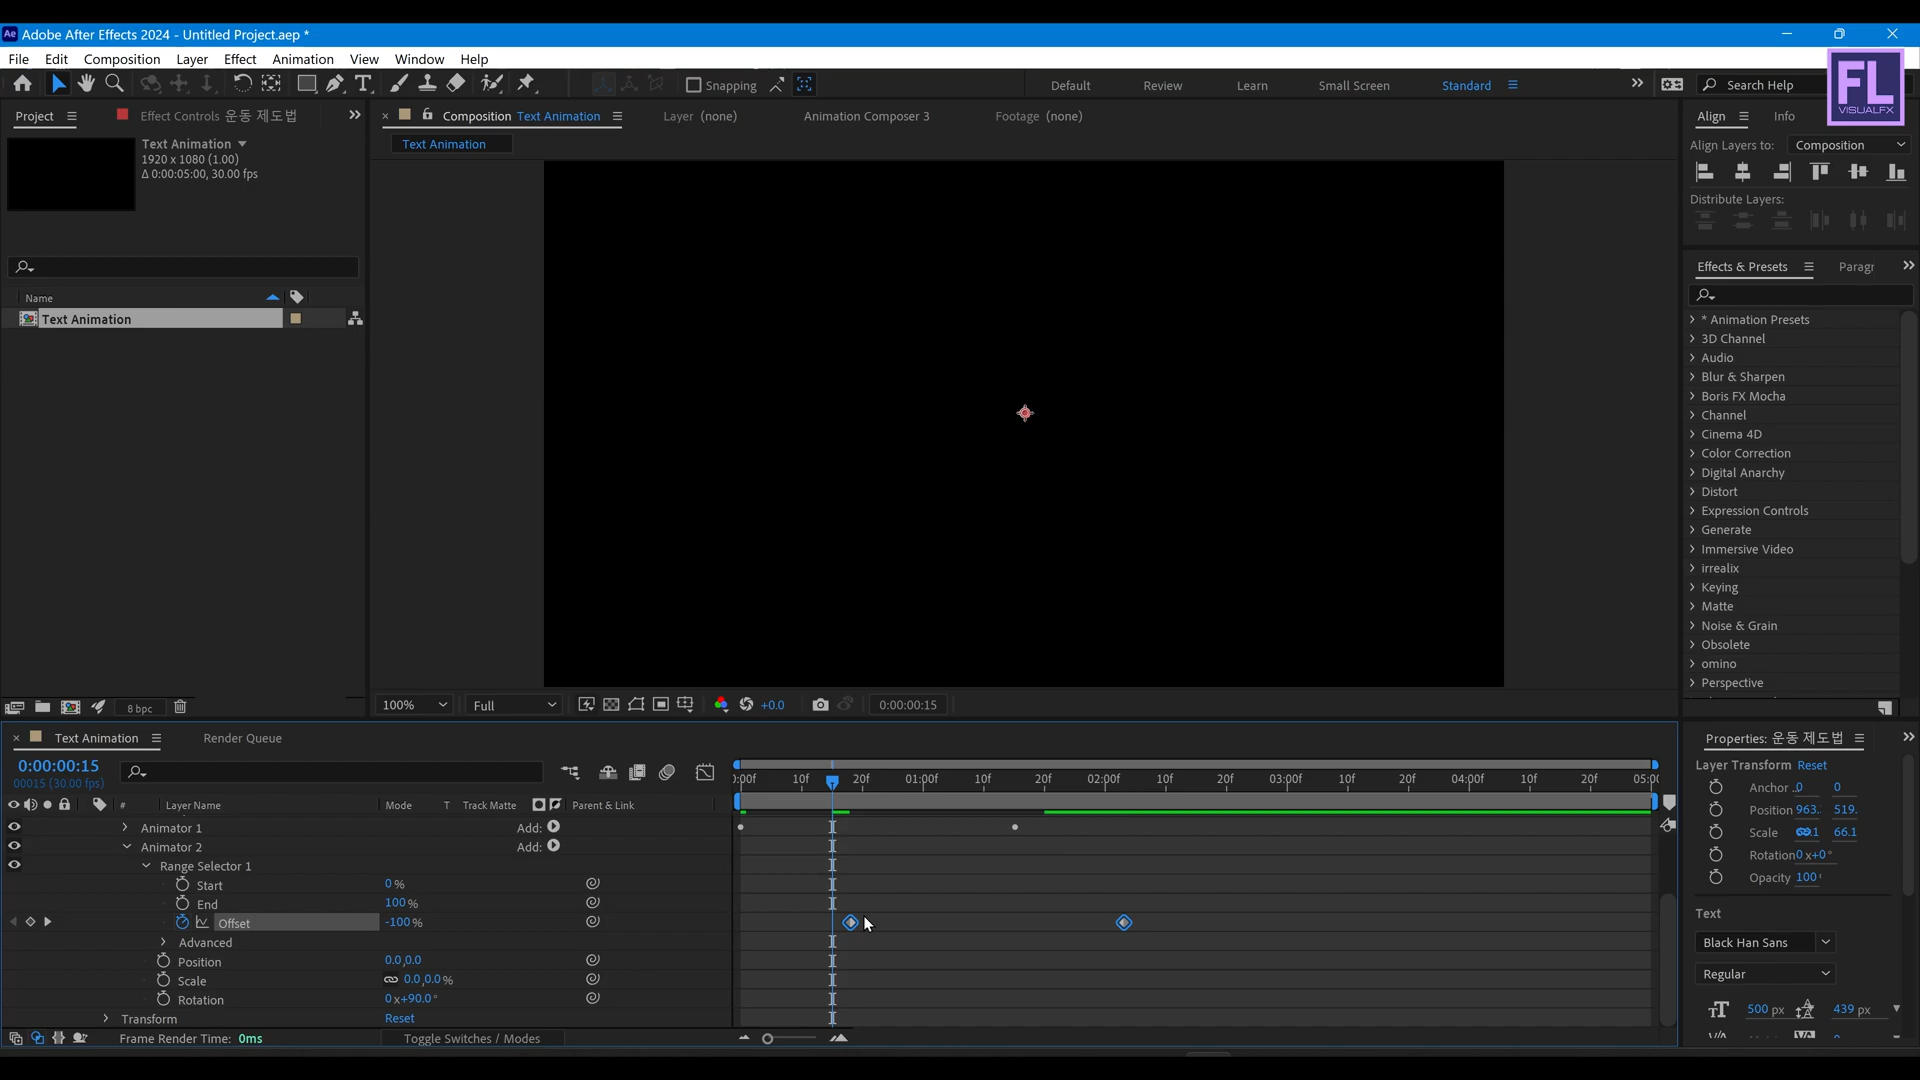 Adobe After Effects 2024 - Untitled Project.aep *
File Edit Composition Layer Effect Animation View Window Help
Snapping Default Review Learn Small Screen Standard Search Help
FL
VISUALFX
Project Effect Controls 운동 제도법
Composition Text Animation Layer (none) Animation Composer 3 Footage (none)
Align Info
Text Animation
1920 x 1080 (1.00)
Δ 0:00:05:00, 30.00 fps
Text Animation
Align Layers to: Composition
Distribute Layers:
Effects & Presets Paragr
Name
Text Animation
* Animation Presets
3D Channel
Audio
Blur & Sharpen
Boris FX Mocha
Channel
Cinema 4D
Color Correction
Digital Anarchy
Distort
Expression Controls
Generate
Immersive Video
irrealix
Keying
Matte
Noise & Grain
Obsolete
omino
Perspective
8 bpc
100% Full +0.0 0:00:00:15
Text Animation Render Queue
0:00:00:15
00015 (30.00 fps)
# Layer Name Mode T Track Matte Parent & Link
):00f 10f 20f 01:00f 10f 20f 02:00f 10f 20f 03:00f 10f 20f 04:00f 10f 20f 05:00
Animator 1 Add:
Animator 2 Add:
Range Selector 1
Start 0%
End 100%
Offset -100%
Advanced
Position 0.0,0.0
Scale 0.0,0.0%
Rotation 0x+90.0°
Transform Reset
Frame Render Time: 0ms Toggle Switches / Modes
Properties: 운동 제도법
Layer Transform Reset
Anchor .. 0 0
Position 963. 519.
Scale 66.1
Rotation 0x+0°
Opacity 100
Text
Black Han Sans
Regular
500 px 439 px